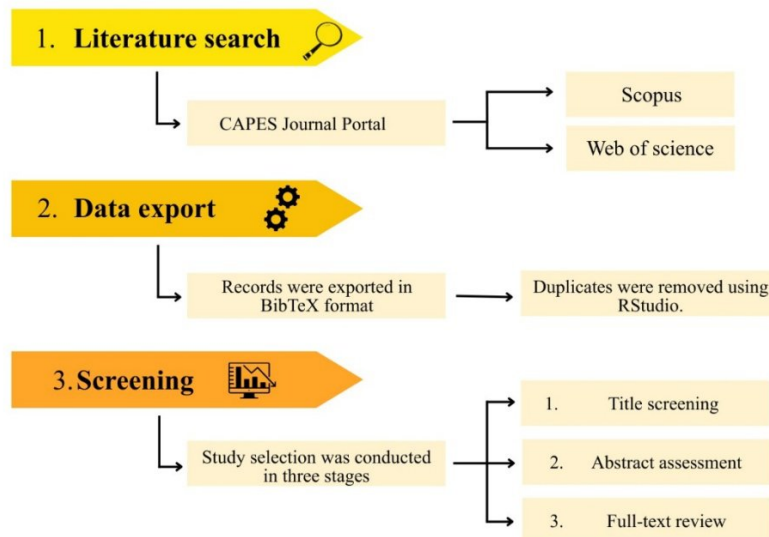 1. Literature search
CAPES Journal Portal
Scopus
Web of science
2. Data export
Records were exported in
BibTeX format
Duplicates were removed using
RStudio.
3. Screening
Study selection was conducted
in three stages
1. Title screening
2. Abstract assessment
3. Full-text review